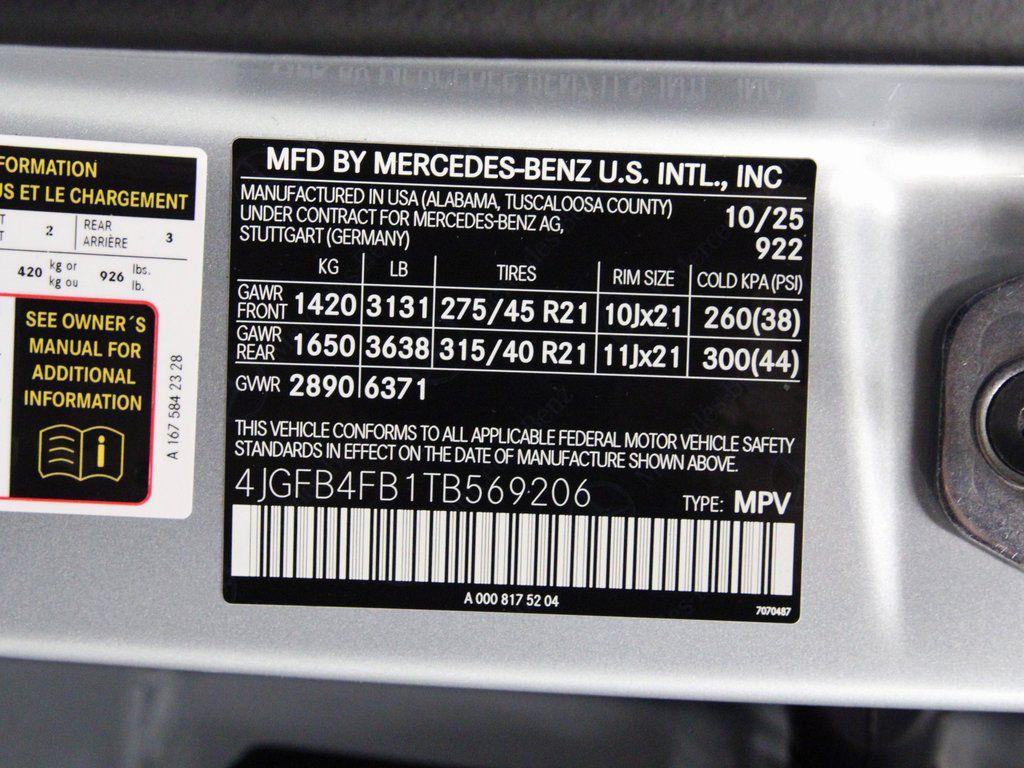 FORMATION
US ET LE CHARGEMENT
2 REAR ARRIÈRE 3
420 kg or kg ou 926 lbs. lb.
SEE OWNER´S
MANUAL FOR
ADDITIONAL
INFORMATION
A 167 584 23 28
MFD BY MERCEDES-BENZ U.S. INTL., INC
MANUFACTURED IN USA (ALABAMA, TUSCALOOSA COUNTY)
UNDER CONTRACT FOR MERCEDES-BENZ AG,
STUTTGART (GERMANY)
10/25
922
KG LB TIRES RIM SIZE COLD KPA (PSI)
GAWR FRONT 1420 3131 275/45 R21 10Jx21 260(38)
GAWR REAR 1650 3638 315/40 R21 11Jx21 300(44)
GVWR 2890 6371
THIS VEHICLE CONFORMS TO ALL APPLICABLE FEDERAL MOTOR VEHICLE SAFETY
STANDARDS IN EFFECT ON THE DATE OF MANUFACTURE SHOWN ABOVE.
4JGFB4FB1TB569206 TYPE: MPV
A 000 817 52 04
7070487